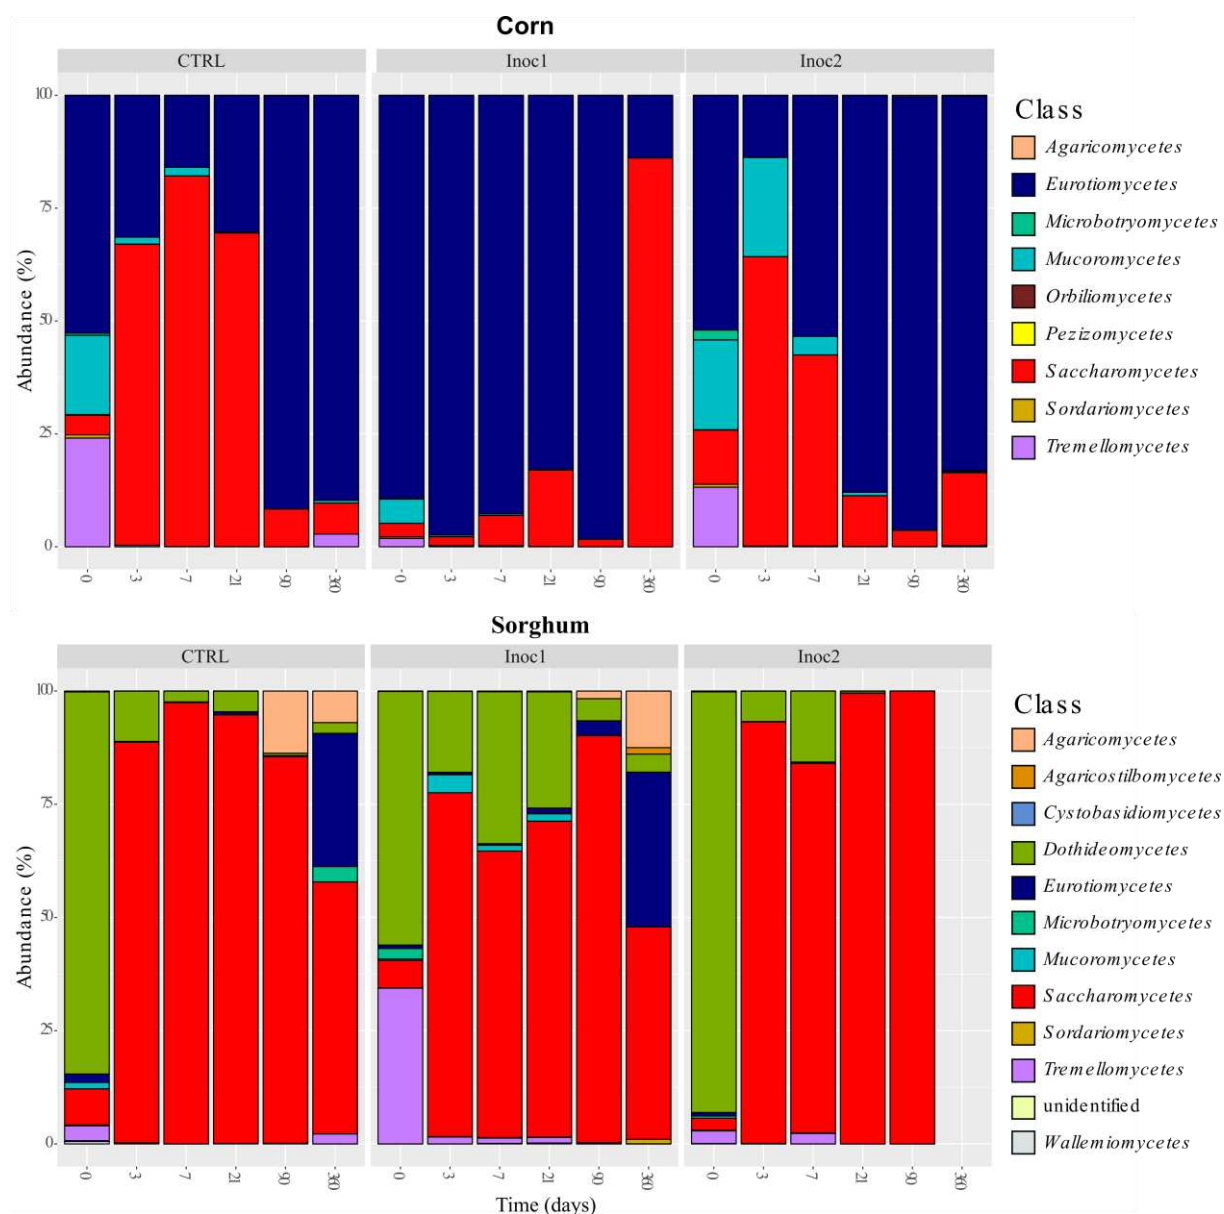 Corn
CTRL Inoc1 Inoc2
Abundance (%)
100
75
50
25
0
0 3 7 21 90 360 0 3 7 21 90 360 0 3 7 21 90 360
Class
Agaricomycetes
Eurotiomycetes
Microbotryomycetes
Mucoromycetes
Orbiliomycetes
Pezizomycetes
Saccharomycetes
Sordariomycetes
Tremellomycetes
Sorghum
CTRL Inoc1 Inoc2
Abundance (%)
100
75
50
25
0
0 3 7 21 90 360 0 3 7 21 90 360 0 3 7 21 90 360
Time (days)
Class
Agaricomycetes
Agaricostilbomycetes
Cystobasidiomycetes
Dothideomycetes
Eurotiomycetes
Microbotryomycetes
Mucoromycetes
Saccharomycetes
Sordariomycetes
Tremellomycetes
unidentified
Wallemiomycetes